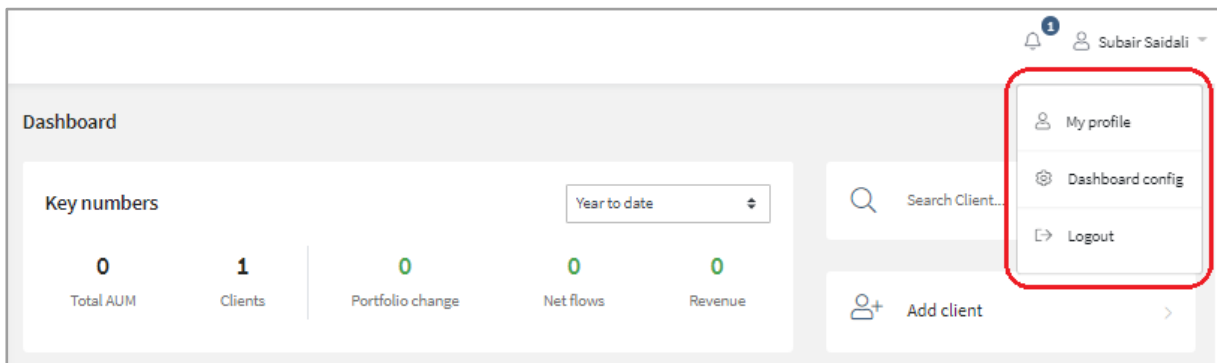 1
Subair Saidali
Dashboard
My profile
Dashboard config
Logout
Key numbers
Year to date
0
Total AUM
1
Clients
0
Portfolio change
0
Net flows
0
Revenue
Search Client...
Add client